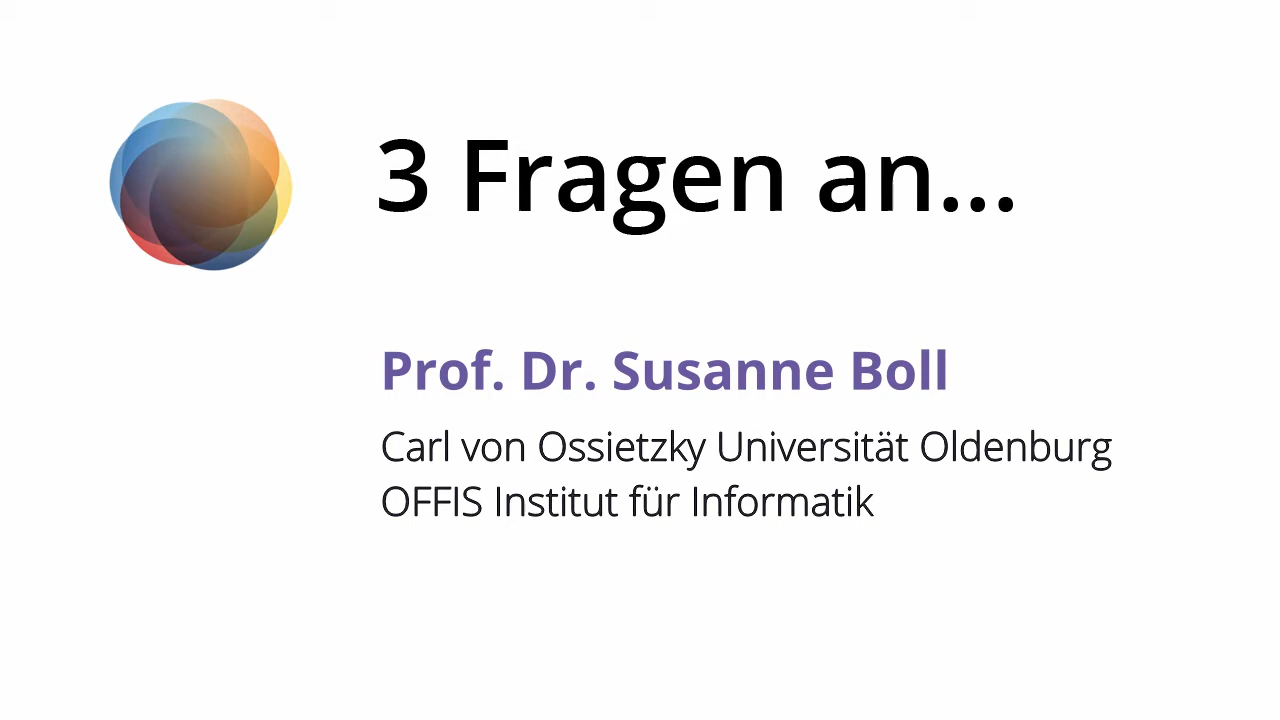 3 Fragen an...
Prof. Dr. Susanne Boll
Carl von Ossietzky Universität Oldenburg
OFFIS Institut für Informatik